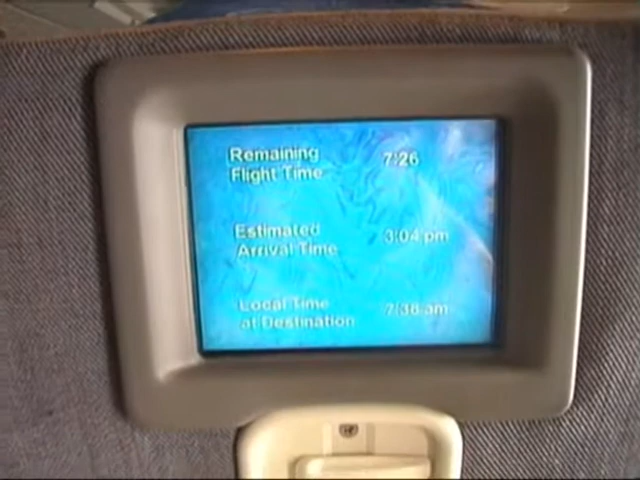 Remaining
Flight Time 7:26
Estimated
Arrival Time 3:04 pm
Local Time
at Destination 7:38 am